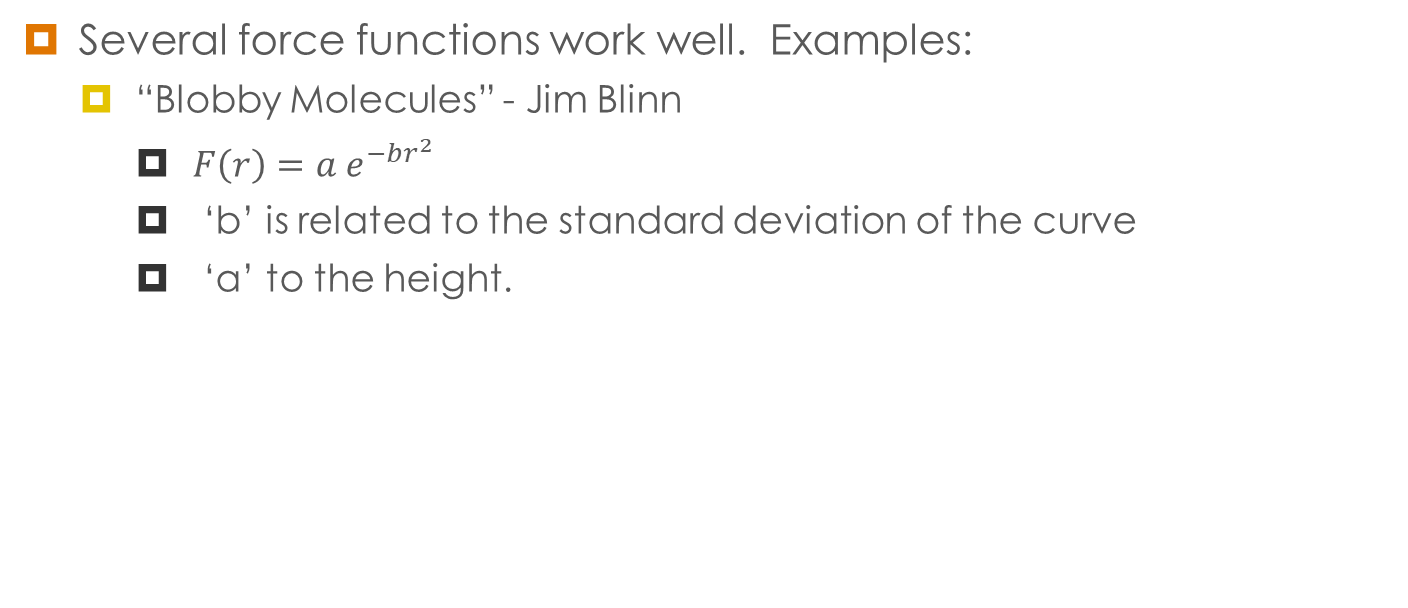 Several force functions work well.  Examples:
“Blobby Molecules” - Jim Blinn
F(r) = a e^{-br^2}
‘b’ is related to the standard deviation of the curve
‘a’ to the height.